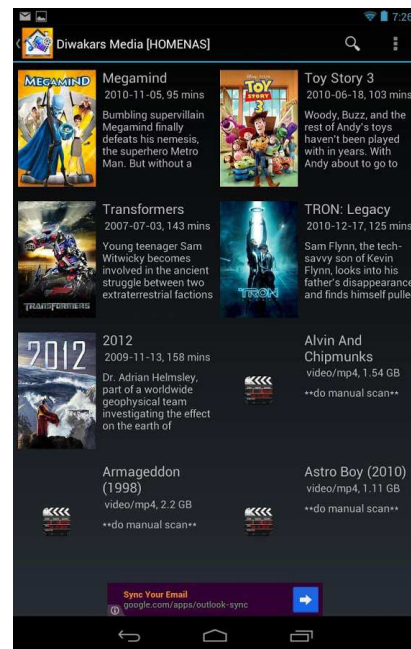 7:26
Diwakars Media [HOMENAS]
MEGAMIND
Megamind
2010-11-05, 95 mins
Bumbling supervillain
Megamind finally
defeats his nemesis,
the superhero Metro
Man. But without a
TOY
STORY
3
Toy Story 3
2010-06-18, 103 mins
Woody, Buzz, and the
rest of Andy's toys
haven't been played
with in years. With
Andy about to go to
TRANSFORMERS
Transformers
2007-07-03, 143 mins
Young teenager Sam
Witwicky becomes
involved in the ancient
struggle between two
extraterrestrial factions
TRON
TRON: Legacy
2010-12-17, 125 mins
Sam Flynn, the tech-
savvy son of Kevin
Flynn, looks into his
father's disappearance
and finds himself pulle
2012
2012
2009-11-13, 158 mins
Dr. Adrian Helmsley,
part of a worldwide
geophysical team
investigating the effect
on the earth of
Alvin And
Chipmunks
video/mp4, 1.54 GB
**do manual scan**
Armageddon
(1998)
video/mp4, 2.2 GB
**do manual scan**
Astro Boy (2010)
video/mp4, 1.11 GB
**do manual scan**
Sync Your Email
google.com/apps/outlook-sync